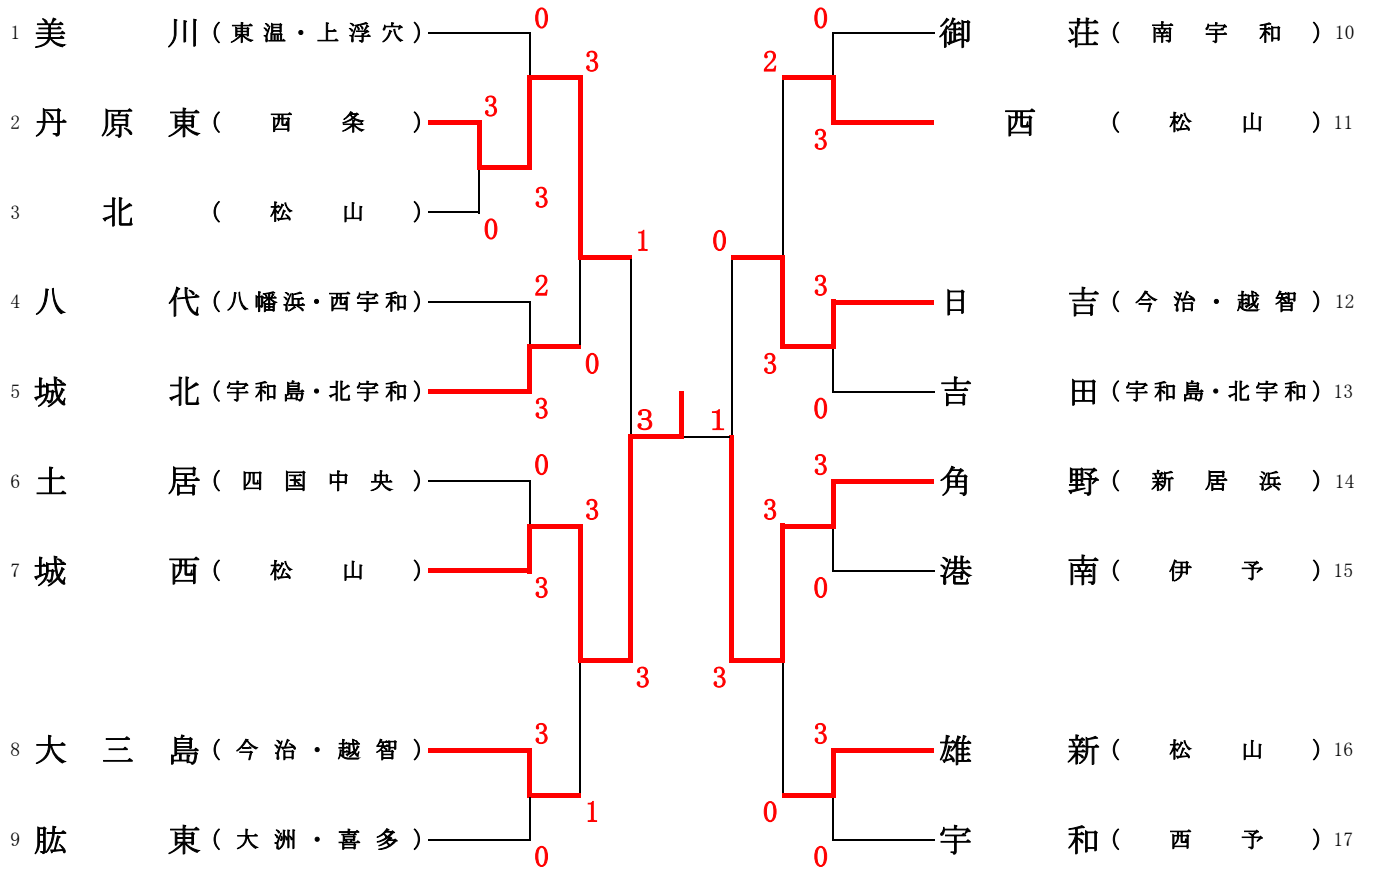 1 美川（東温・上浮穴） 0
2 丹原東（西条） 3
3 北（松山） 0
3
3
4 八代（八幡浜・西宇和） 2
5 城北（宇和島・北宇和） 3
0
1
6 土居（四国中央） 0
7 城西（松山） 3
3
8 大三島（今治・越智） 3
9 肱東（大洲・喜多） 0
1
3
3 1
0 御荘（南宇和） 10
3 西（松山） 11
2
3 日吉（今治・越智） 12
0 吉田（宇和島・北宇和） 13
3
0
3 角野（新居浜） 14
0 港南（伊予） 15
3
3 雄新（松山） 16
0 宇和（西予） 17
0
3